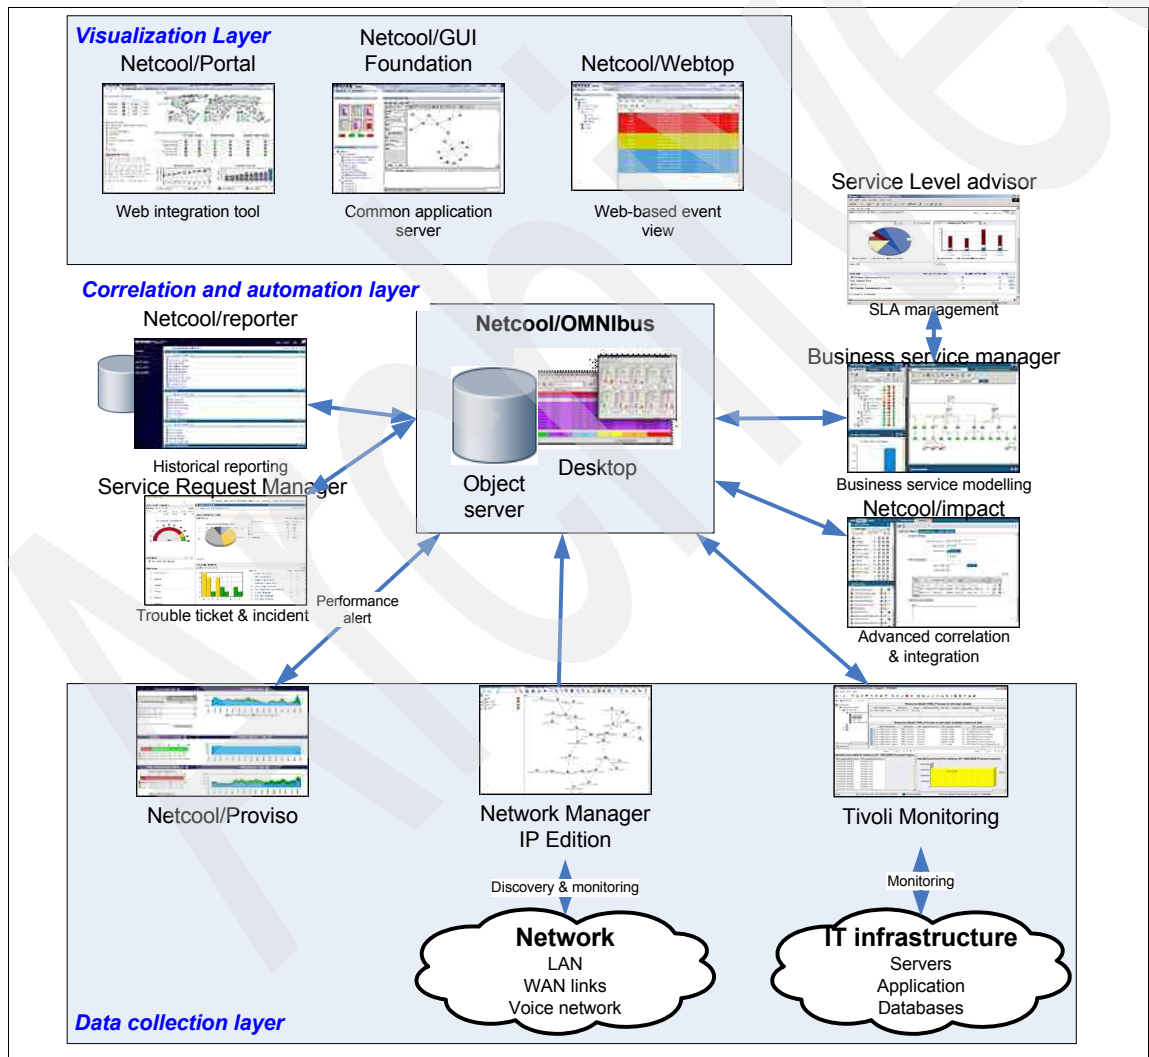 Visualization Layer
Netcool/Portal
Netcool/GUI
Foundation
Netcool/Webtop
Web integration tool
Common application
server
Web-based event
view
Service Level advisor
SLA management
Correlation and automation layer
Netcool/reporter
Historical reporting
Service Request Manager
Trouble ticket & incident
Netcool/OMNIbus
Object
server
Desktop
Business service manager
Business service modelling
Netcool/impact
Advanced correlation
& integration
Performance
alert
Netcool/Proviso
Network Manager
IP Edition
Tivoli Monitoring
Discovery & monitoring
Monitoring
Network
LAN
WAN links
Voice network
IT infrastructure
Servers
Application
Databases
Data collection layer